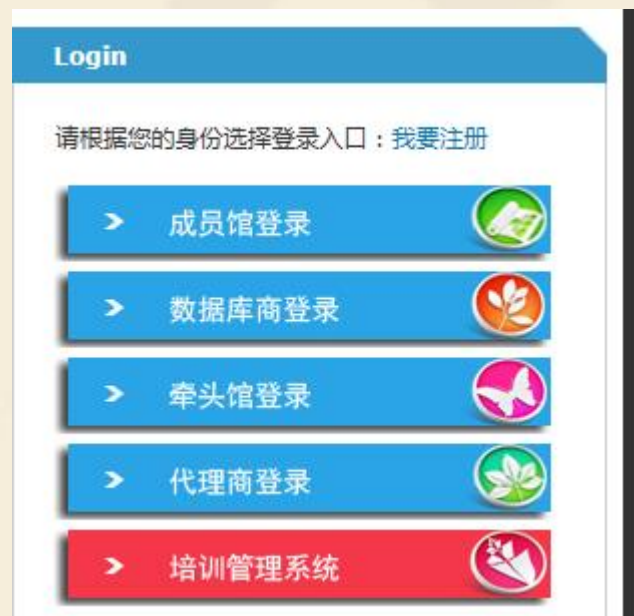 Login
请根据您的身份选择登录入口：我要注册
成员馆登录
数据库商登录
牵头馆登录
代理商登录
培训管理系统